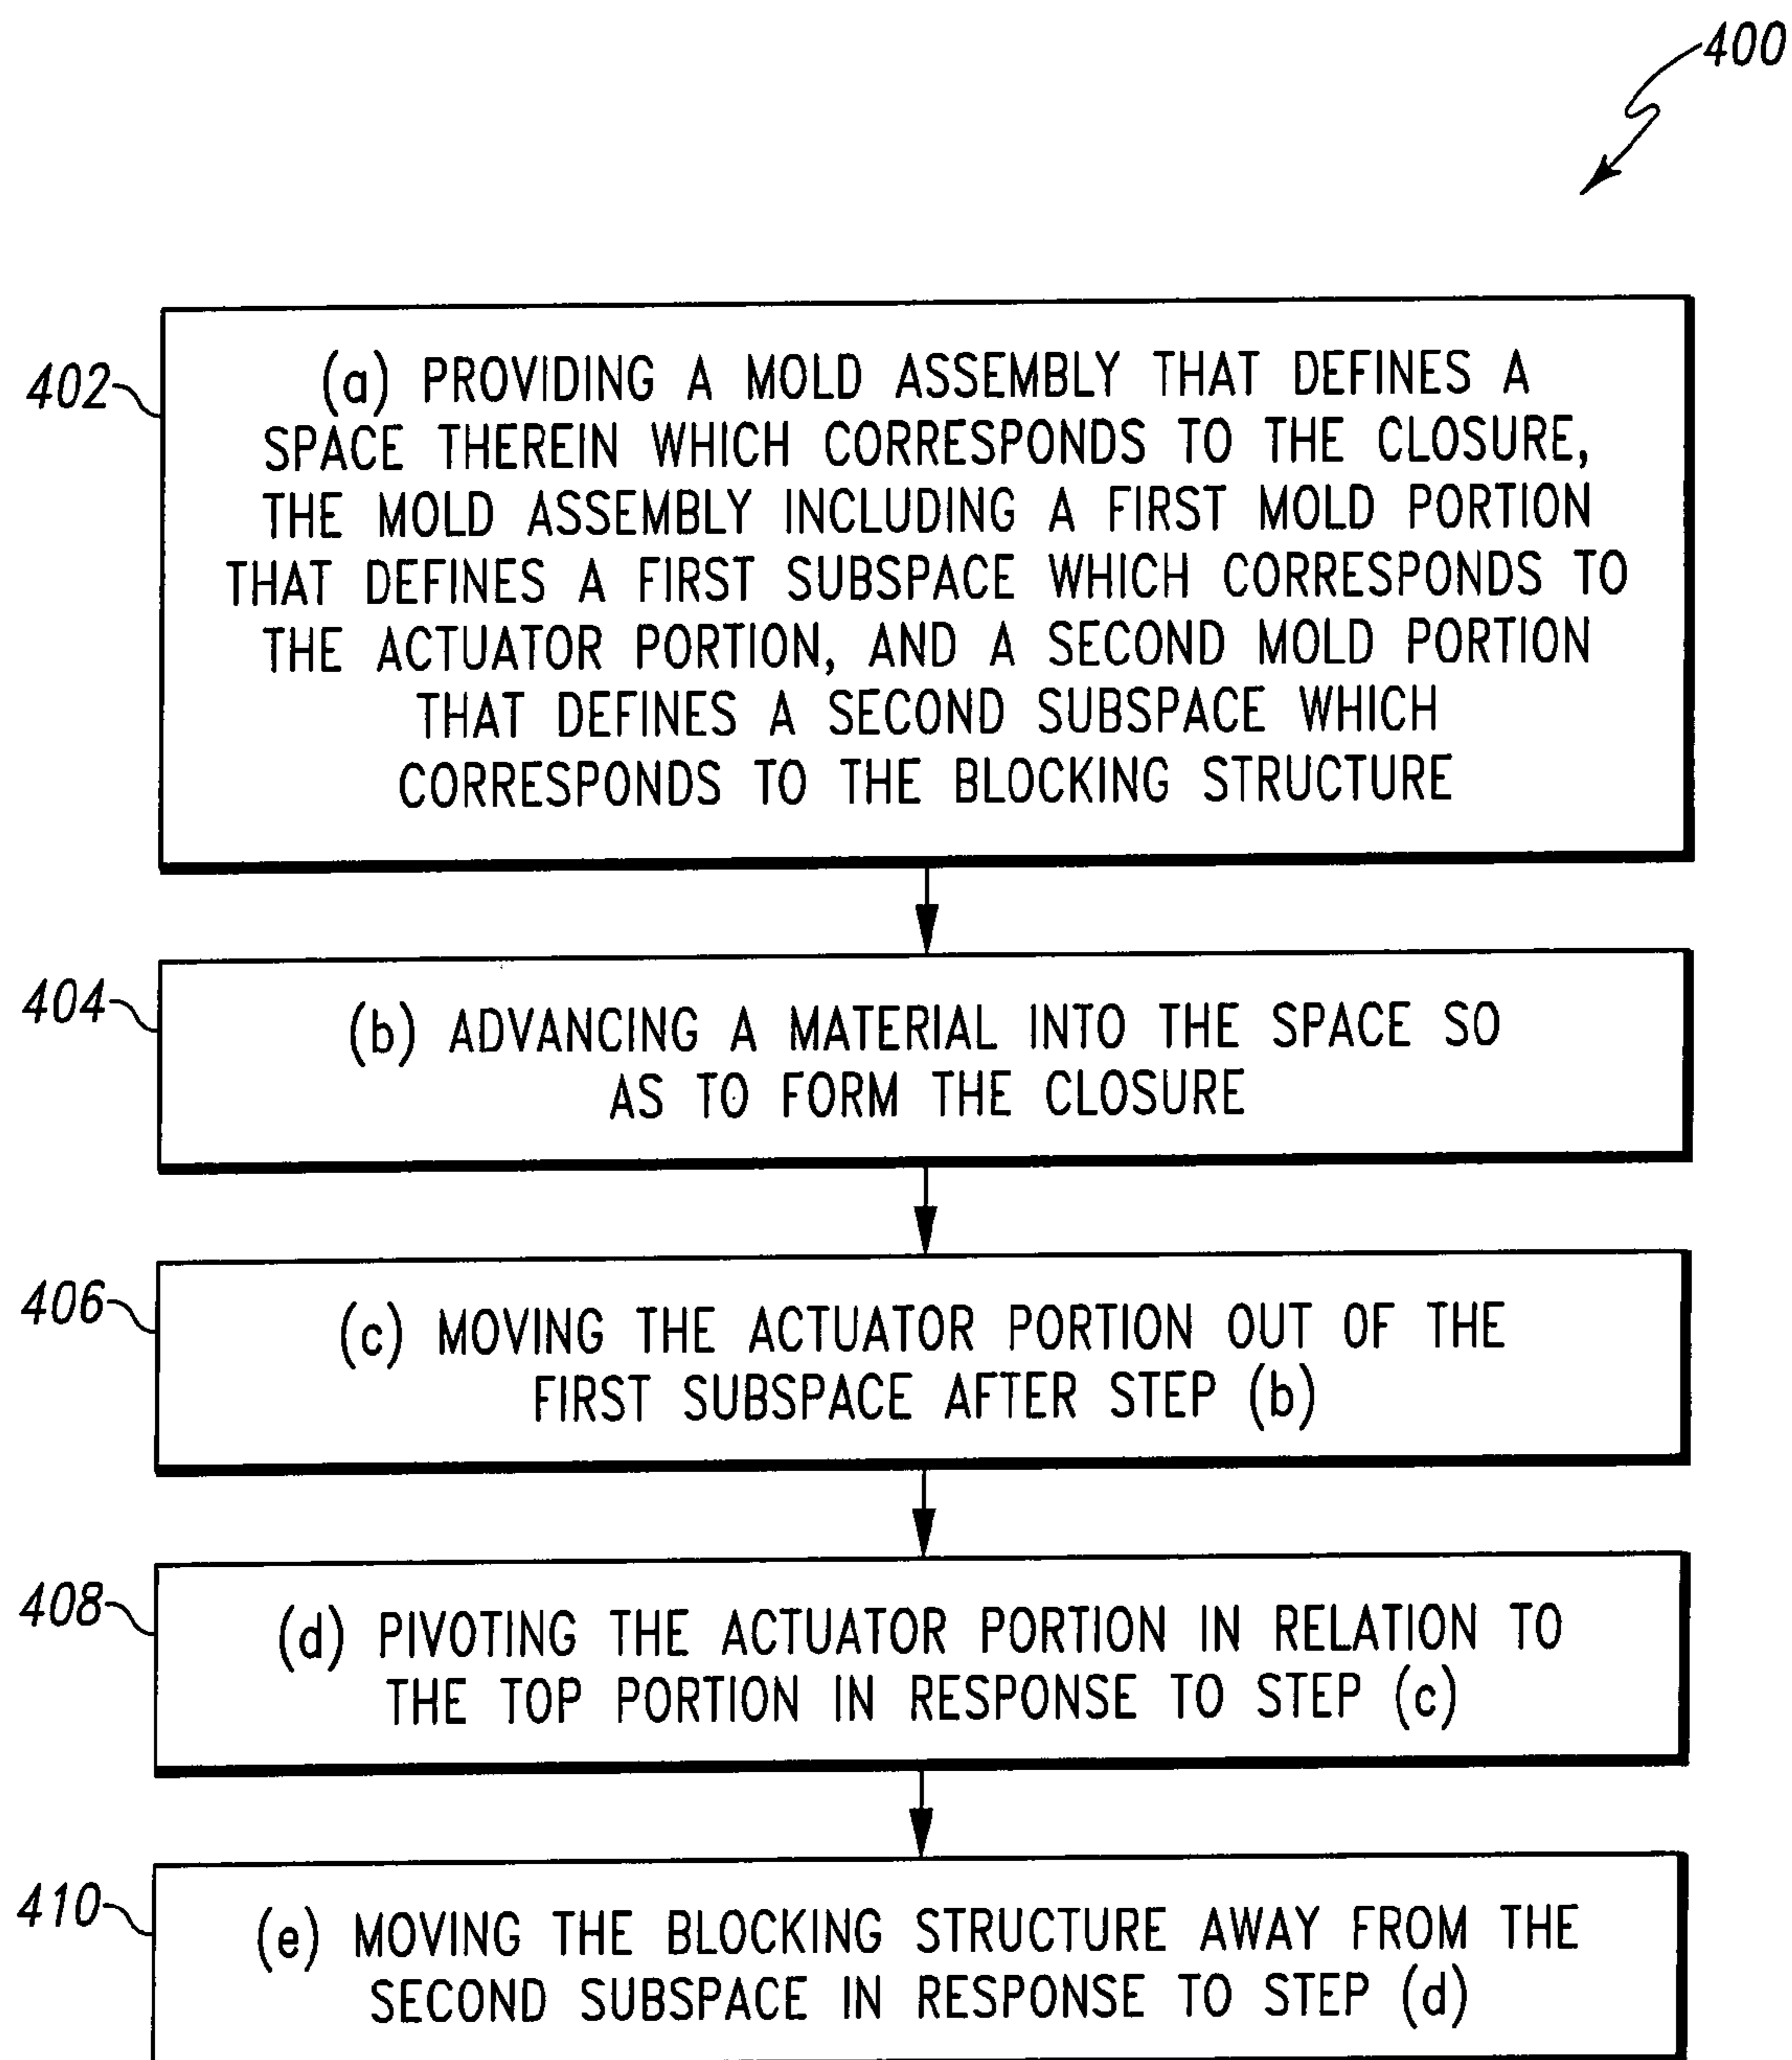 400
402
(a) PROVIDING A MOLD ASSEMBLY THAT DEFINES A
SPACE THEREIN WHICH CORRESPONDS TO THE CLOSURE,
THE MOLD ASSEMBLY INCLUDING A FIRST MOLD PORTION
THAT DEFINES A FIRST SUBSPACE WHICH CORRESPONDS TO
THE ACTUATOR PORTION, AND A SECOND MOLD PORTION
THAT DEFINES A SECOND SUBSPACE WHICH
CORRESPONDS TO THE BLOCKING STRUCTURE
404
(b) ADVANCING A MATERIAL INTO THE SPACE SO
AS TO FORM THE CLOSURE
406
(c) MOVING THE ACTUATOR PORTION OUT OF THE
FIRST SUBSPACE AFTER STEP (b)
408
(d) PIVOTING THE ACTUATOR PORTION IN RELATION TO
THE TOP PORTION IN RESPONSE TO STEP (c)
410
(e) MOVING THE BLOCKING STRUCTURE AWAY FROM THE
SECOND SUBSPACE IN RESPONSE TO STEP (d)